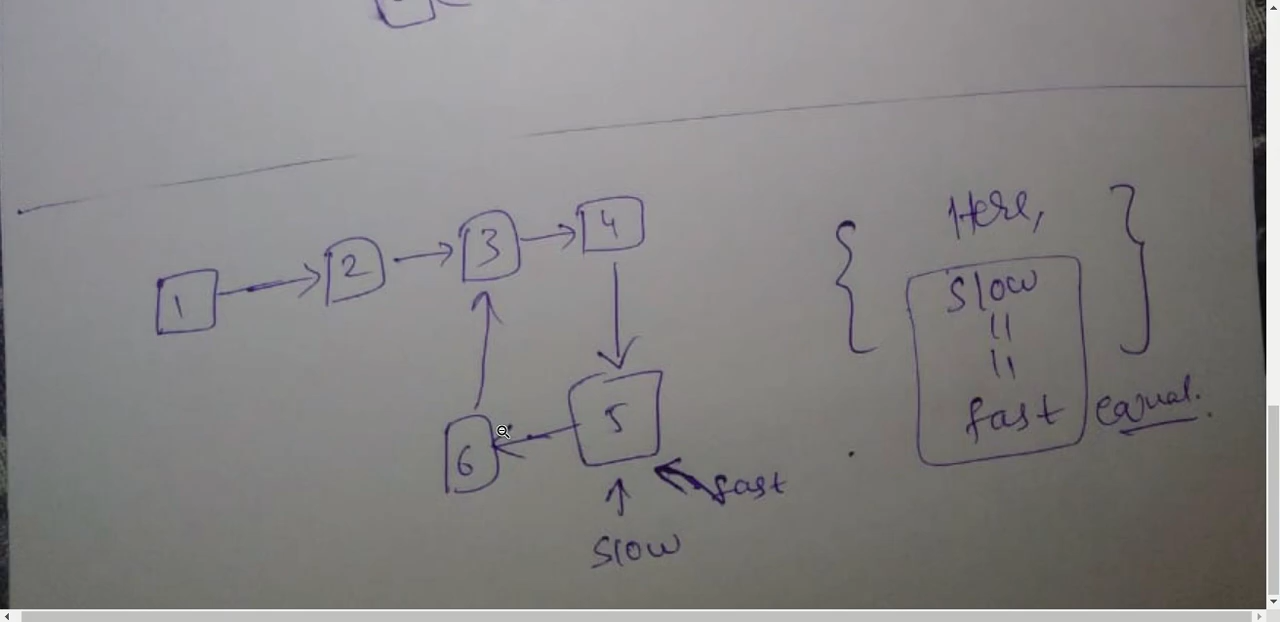 1
2
3
4
5
6
slow
fast
Here,
Slow
=
=
fast equal.